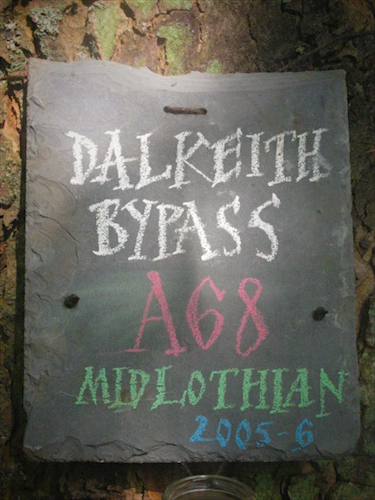 DALKEITH
BYPASS
A68
MIDLOTHIAN
2005-6